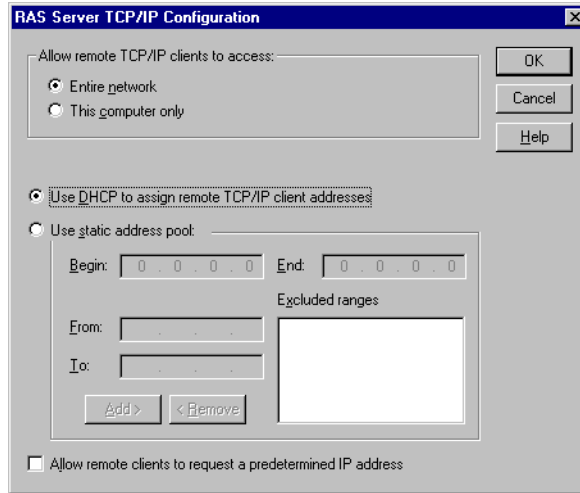 RAS Server TCP/IP Configuration
Allow remote TCP/IP clients to access:
Entire network
This computer only
OK
Cancel
Help
Use DHCP to assign remote TCP/IP client addresses
Use static address pool:
Begin: 0 . 0 . 0 . 0 End: 0 . 0 . 0 . 0
Excluded ranges
From: . . .
To: . . .
Add > < Remove
Allow remote clients to request a predetermined IP address